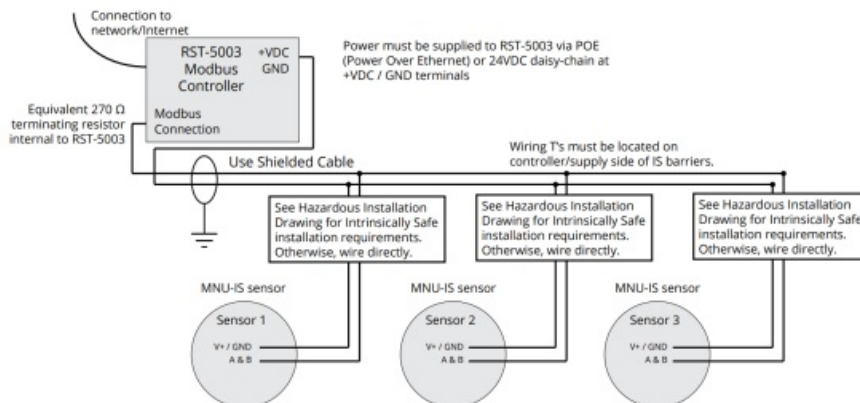 Connection to
network/Internet
RST-5003
Modbus
Controller
+VDC
GND
Modbus
Connection
Power must be supplied to RST-5003 via POE
(Power Over Ethernet) or 24VDC daisy-chain at
+VDC / GND terminals
Equivalent 270 Ω
terminating resistor
internal to RST-5003
Use Shielded Cable
Wiring T's must be located on
controller/supply side of IS barriers.
See Hazardous Installation
Drawing for Intrinsically Safe
installation requirements.
Otherwise, wire directly.
See Hazardous Installation
Drawing for Intrinsically Safe
installation requirements.
Otherwise, wire directly.
See Hazardous Installation
Drawing for Intrinsically Safe
installation requirements.
Otherwise, wire directly.
MNU-IS sensor
Sensor 1
V+ / GND
A & B
MNU-IS sensor
Sensor 2
V+ / GND
A & B
MNU-IS sensor
Sensor 3
V+ / GND
A & B